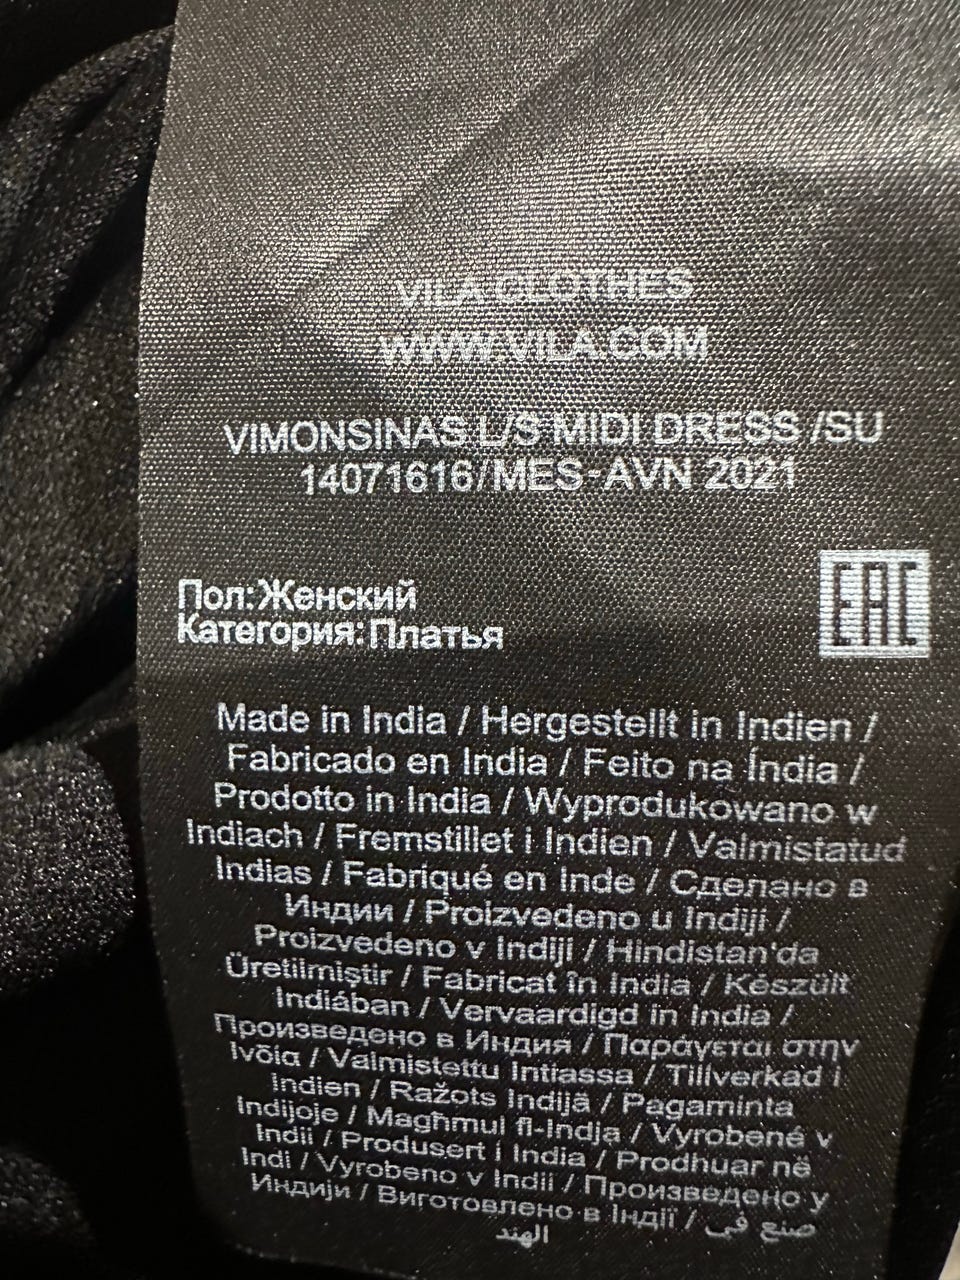 VILA CLOTHES
WWW.VILA.COM
VIMONSINAS L/S MIDI DRESS /SU
14071616/MES-AVN 2021
Пол:Женский
Категория:Платья
EAC
Made in India / Hergestellt in Indien /
Fabricado en India / Feito na Índia /
Prodotto in India / Wyprodukowano w
Indiach / Fremstillet i Indien / Valmistatud
Indias / Fabriqué en Inde / Сделано в
Индии / Proizvedeno u Indiji /
Proizvedeno v Indiji / Hindistan'da
Üretilmiştir / Fabricat în India / Készült
Indiában / Vervaardigd in India /
Произведено в Индия / Παράγεται στην
Ινδία / Valmistettu Intiassa / Tillverkad i
Indien / Ražots Indijā / Pagaminta
Indijoje / Magħmul fl-Indja / Vyrobené v
Indii / Produsert i India / Prodhuar në
Indi / Vyrobeno v Indii / Произведено у
Индији / Виготовлено в Індії / صنع في
الهند